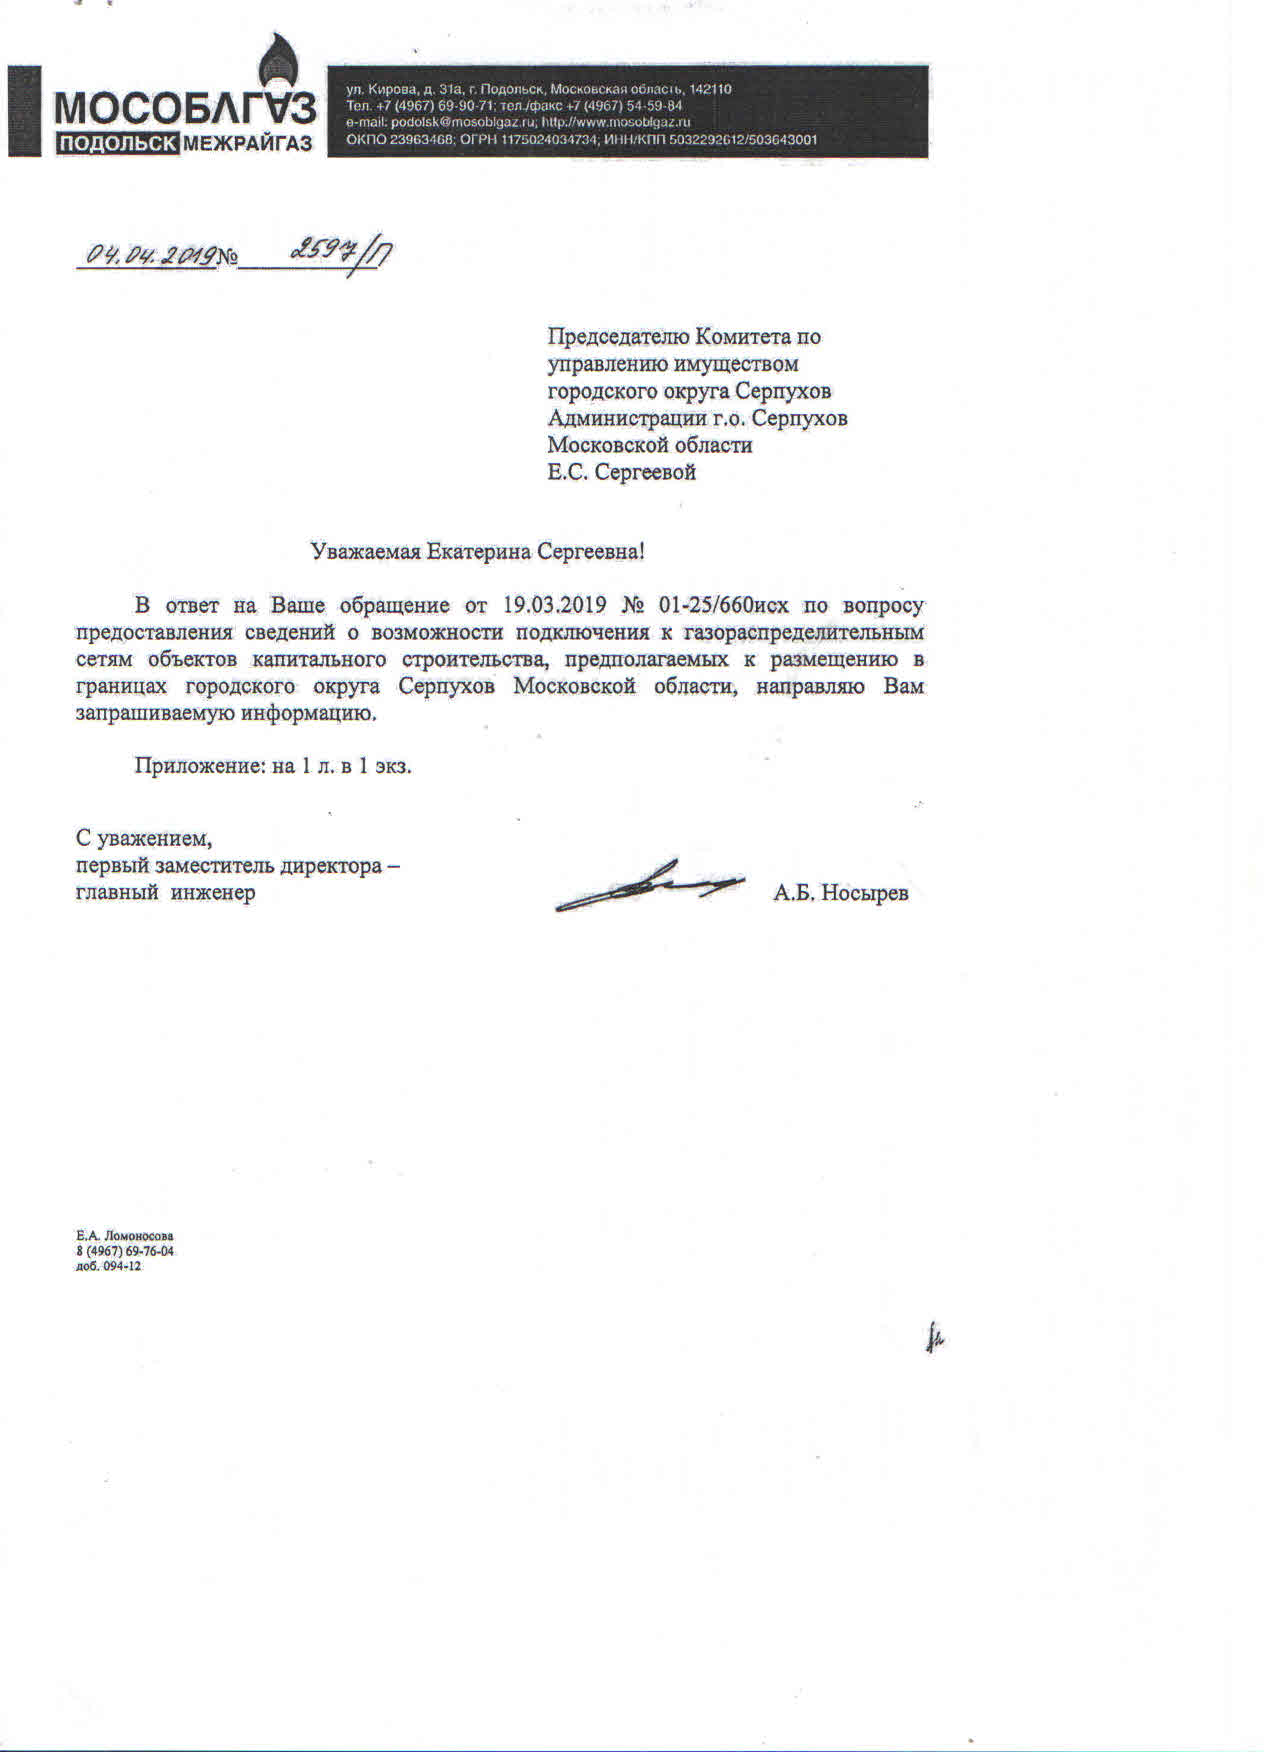 МОСОБЛГАЗ
ПОДОЛЬСК МЕЖРАЙГАЗ
ул. Кирова, д. 31а, г. Подольск, Московская область, 142110
Тел. +7 (4967) 69-90-71; тел./факс +7 (4967) 54-59-84
e-mail: podolsk@mosoblgaz.ru; http://www.mosoblgaz.ru
ОКПО 23963468; ОГРН 1175024034734; ИНН/КПП 5032292612/503643001
04.04.2019 № 2597/П
Председателю Комитета по
управлению имуществом
городского округа Серпухов
Администрации г.о. Серпухов
Московской области
Е.С. Сергеевой
Уважаемая Екатерина Сергеевна!
В ответ на Ваше обращение от 19.03.2019 № 01-25/660исх по вопросу
предоставления сведений о возможности подключения к газораспределительным
сетям объектов капитального строительства, предполагаемых к размещению в
границах городского округа Серпухов Московской области, направляю Вам
запрашиваемую информацию.
Приложение: на 1 л. в 1 экз.
С уважением,
первый заместитель директора –
главный инженер
А.Б. Носырев
Е.А. Ломоносова
8 (4967) 69-76-04
доб. 094-12